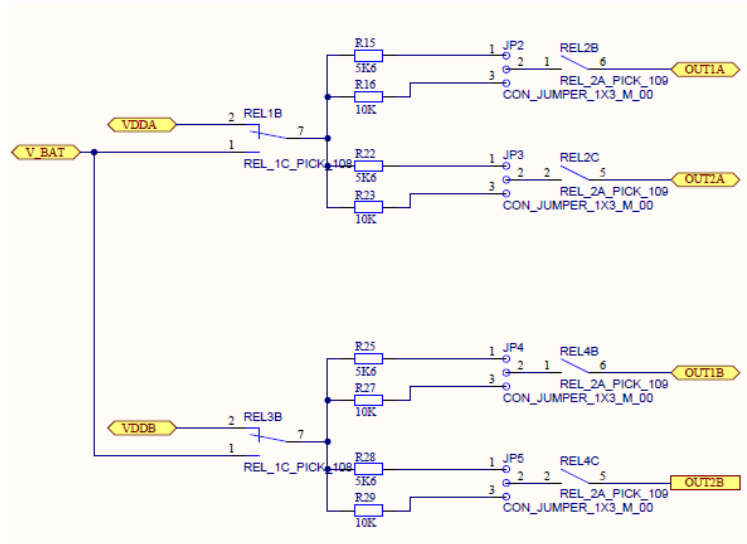 R15
5K6
R16
10K
1 JP2
2
3
CON_JUMPER_1X3_M_00
REL2B
1 6
REL_2A_PICK_109
OUT1A
VDDA
2 REL1B
7
1
REL_1C_PICK_108
V_BAT
R22
5K6
R23
10K
1 JP3
2
3
CON_JUMPER_1X3_M_00
REL2C
2 5
REL_2A_PICK_109
OUT2A
R25
5K6
R27
10K
1 JP4
2
3
CON_JUMPER_1X3_M_00
REL4B
1 6
REL_2A_PICK_109
OUT1B
VDDB
2 REL3B
7
1
REL_1C_PICK_108
R28
5K6
R29
10K
1 JP5
2
3
CON_JUMPER_1X3_M_00
REL4C
2 5
REL_2A_PICK_109
OUT2B